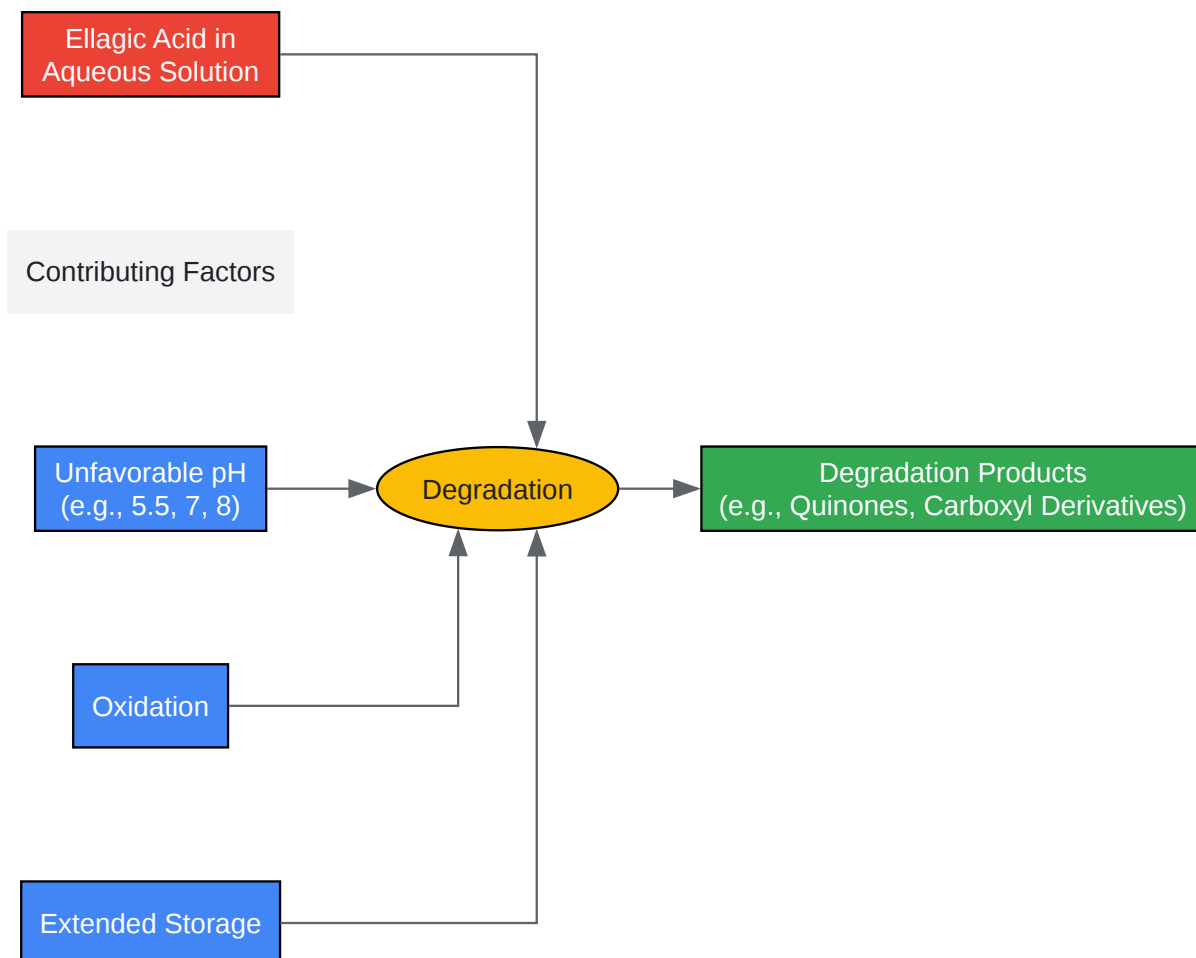 Ellagic Acid in
Aqueous Solution
Contributing Factors
Unfavorable pH
(e.g., 5.5, 7, 8)
Degradation
Degradation Products
(e.g., Quinones, Carboxyl Derivatives)
Oxidation
Extended Storage